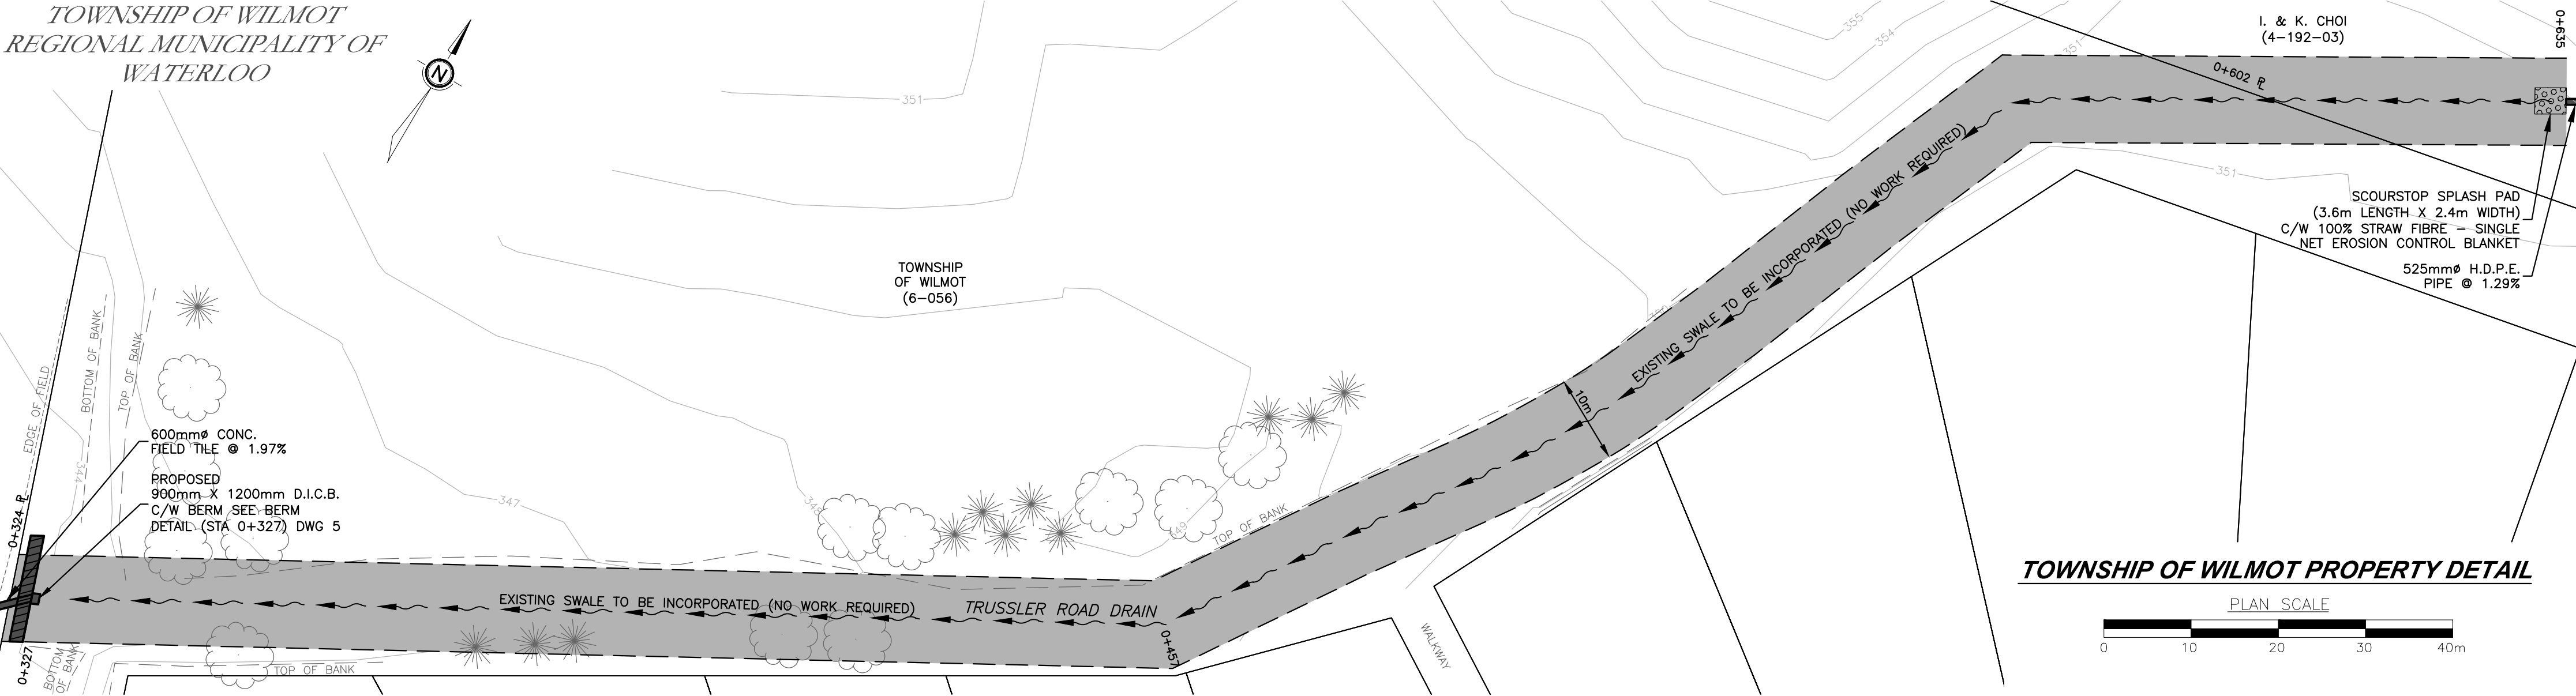 TOWNSHIP OF WILMOT
REGIONAL MUNICIPALITY OF
WATERLOO
N
351
355
354
351
I. & K. CHOI
(4-192-03)
0+635
0+602 PL
351
SCOURSTOP SPLASH PAD
(3.6m LENGTH X 2.4m WIDTH)
C/W 100% STRAW FIBRE – SINGLE
NET EROSION CONTROL BLANKET
525mmø H.D.P.E.
PIPE @ 1.29%
TOWNSHIP
OF WILMOT
(6-056)
EXISTING SWALE TO BE INCORPORATED (NO WORK REQUIRED)
10m
EDGE OF FIELD
BOTTOM OF BANK
TOP OF BANK
344
600mmø CONC.
FIELD TILE @ 1.97%
PROPOSED
900mm X 1200mm D.I.C.B.
C/W BERM SEE BERM
DETAIL (STA 0+327) DWG 5
0+324 PL
347
348
349
TOP OF BANK
EXISTING SWALE TO BE INCORPORATED (NO WORK REQUIRED)
TRUSSLER ROAD DRAIN
0+457
0+327
BOTTOM
OF BANK
TOP OF BANK
WALKWAY
TOWNSHIP OF WILMOT PROPERTY DETAIL
PLAN SCALE
0 10 20 30 40m